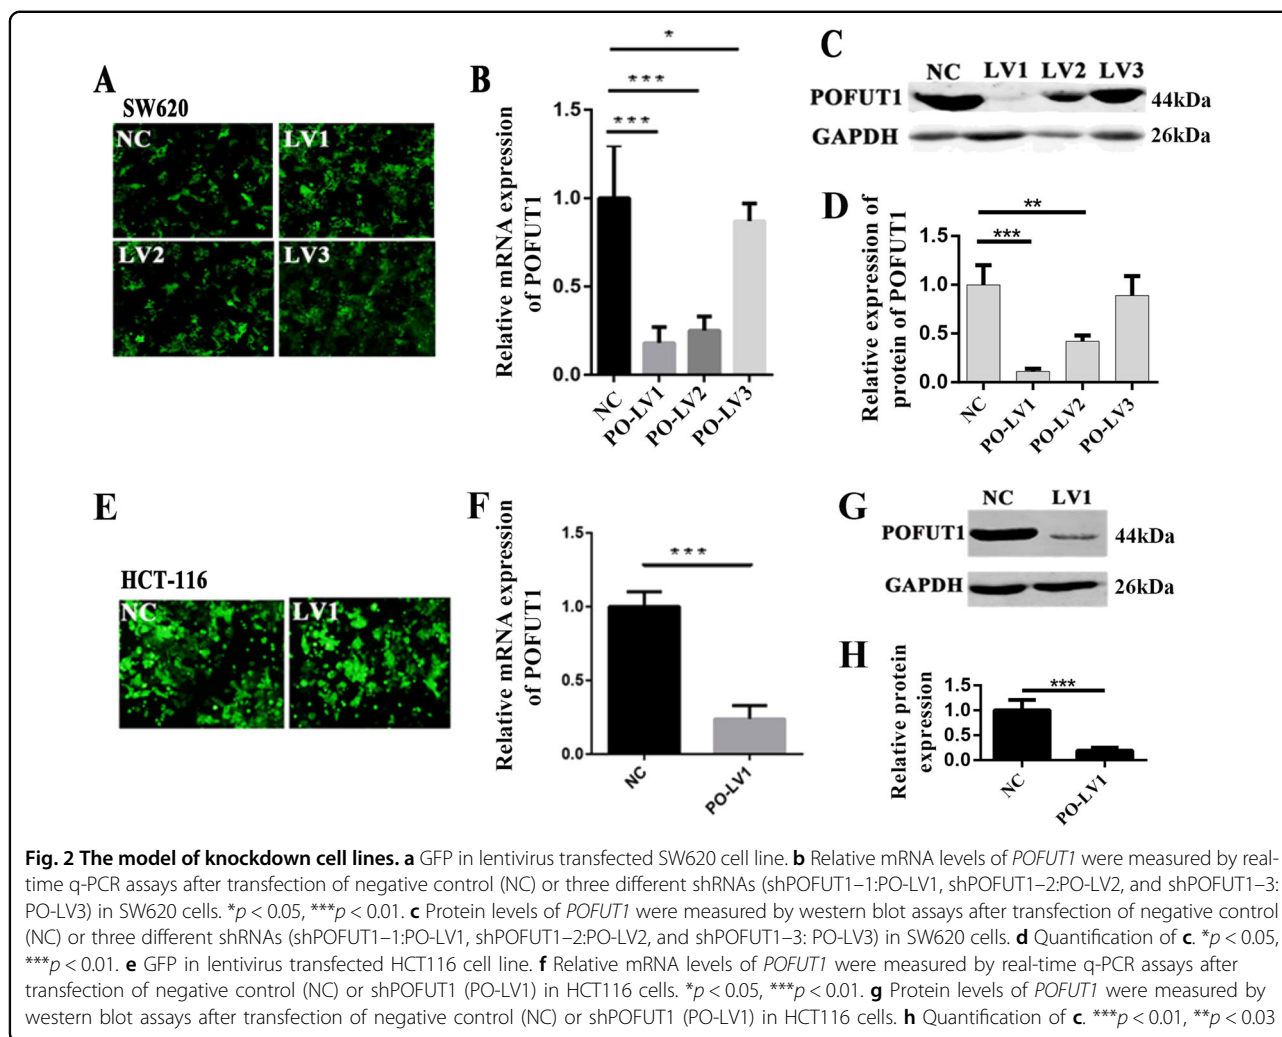 A
SW620
NC
LV1
LV2
LV3
B
Relative mRNA expression
of POFUT1
1.5
1.0
0.5
0.0
*
***
***
NC
PO-LV1
PO-LV2
PO-LV3
C
NC LV1 LV2 LV3
POFUT1
44kDa
GAPDH
26kDa
D
Relative expression of
protein of POFUT1
1.5
1.0
0.5
0.0
**
***
NC
PO-LV1
PO-LV2
PO-LV3
E
HCT-116
NC
LV1
F
Relative mRNA expression
of POFUT1
1.5
1.0
0.5
0.0
***
NC
PO-LV1
G
NC LV1
POFUT1
44kDa
GAPDH
26kDa
H
Relative protein
expression
1.5
1.0
0.5
0.0
***
NC
PO-LV1
Fig. 2 The model of knockdown cell lines. a GFP in lentivirus transfected SW620 cell line. b Relative mRNA levels of POFUT1 were measured by real-
time q-PCR assays after transfection of negative control (NC) or three different shRNAs (shPOFUT1–1:PO-LV1, shPOFUT1–2:PO-LV2, and shPOFUT1–3:
PO-LV3) in SW620 cells. *p < 0.05, ***p < 0.01. c Protein levels of POFUT1 were measured by western blot assays after transfection of negative control
(NC) or three different shRNAs (shPOFUT1–1:PO-LV1, shPOFUT1–2:PO-LV2, and shPOFUT1–3: PO-LV3) in SW620 cells. d Quantification of c. *p < 0.05,
***p < 0.01. e GFP in lentivirus transfected HCT116 cell line. f Relative mRNA levels of POFUT1 were measured by real-time q-PCR assays after
transfection of negative control (NC) or shPOFUT1 (PO-LV1) in HCT116 cells. *p < 0.05, ***p < 0.01. g Protein levels of POFUT1 were measured by
western blot assays after transfection of negative control (NC) or shPOFUT1 (PO-LV1) in HCT116 cells. h Quantification of c. ***p < 0.01, **p < 0.03